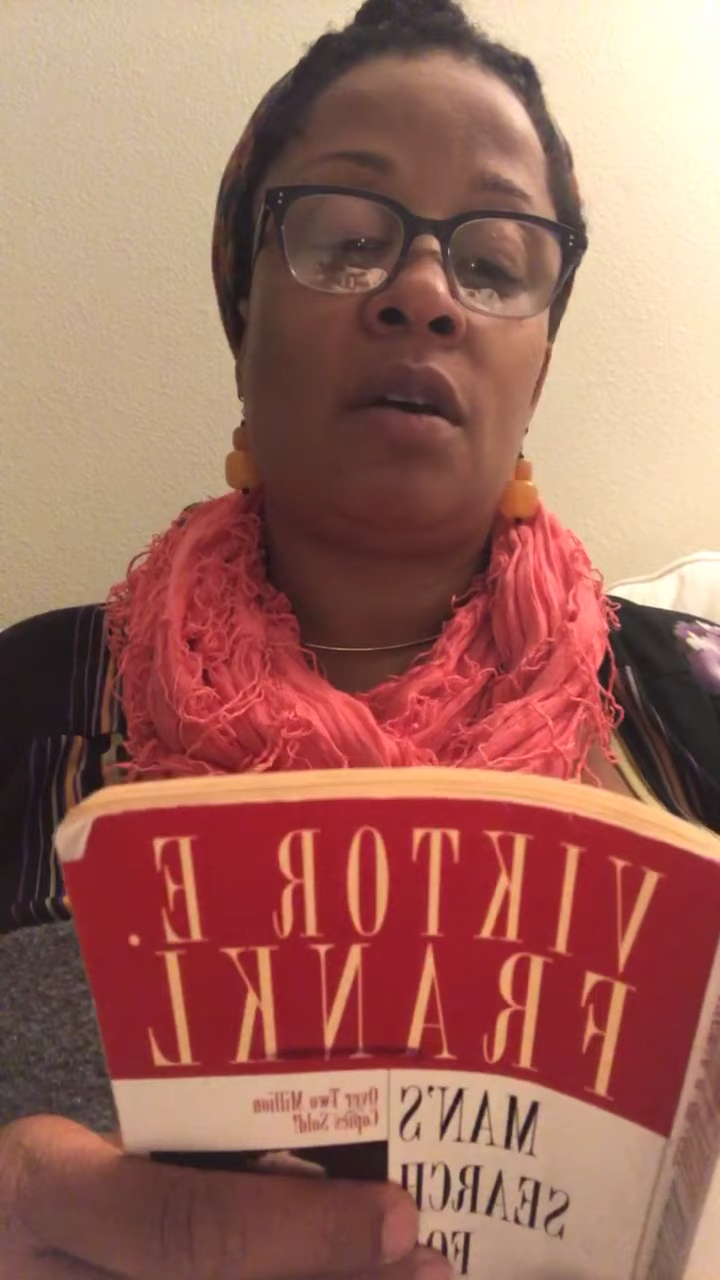 VIKTOR E.
FRANKL
Over Two Million
Copies Sold!
MAN'S
SEARCH